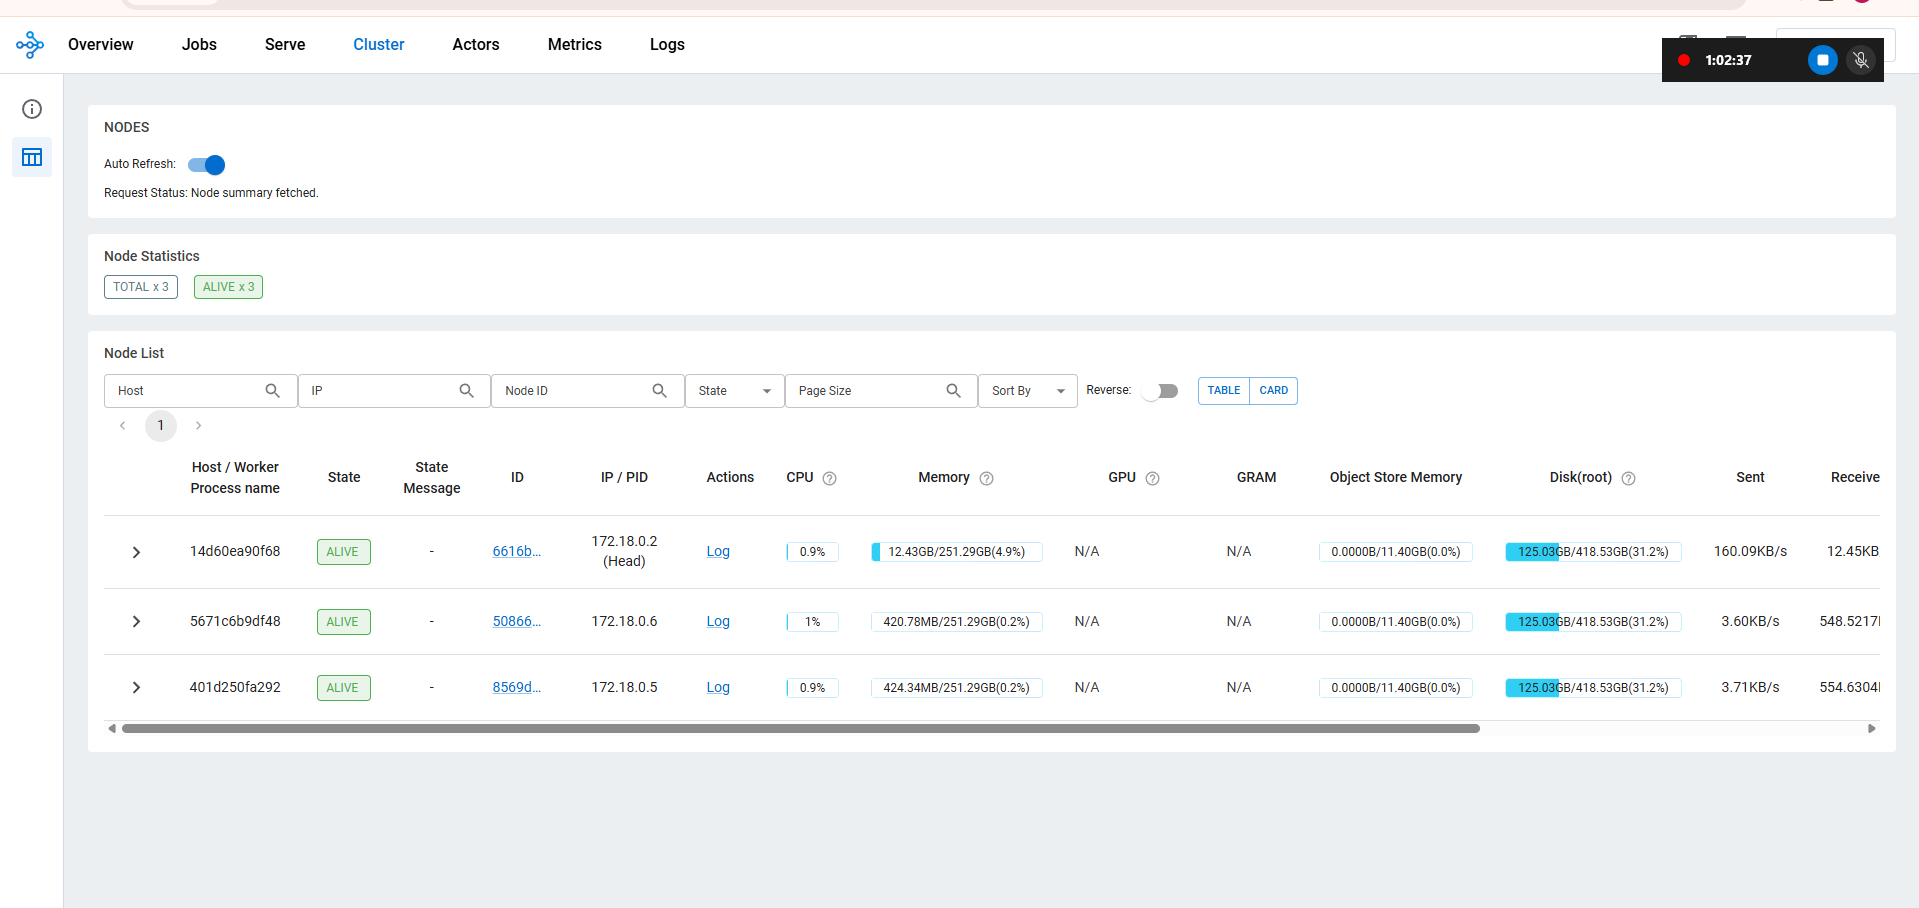 Overview Jobs Serve Cluster Actors Metrics Logs
1:02:37
NODES
Auto Refresh:
Request Status: Node summary fetched.
Node Statistics
TOTAL x 3 ALIVE x 3
Node List
Host IP Node ID State Page Size Sort By Reverse: TABLE CARD
1
Host / Worker Process name State State Message ID IP / PID Actions CPU Memory GPU GRAM Object Store Memory Disk(root) Sent Receive
14d60ea90f68 ALIVE - 6616b... 172.18.0.2 (Head) Log 0.9% 12.43GB/251.29GB(4.9%) N/A N/A 0.0000B/11.40GB(0.0%) 125.03GB/418.53GB(31.2%) 160.09KB/s 12.45KB
5671c6b9df48 ALIVE - 50866... 172.18.0.6 Log 1% 420.78MB/251.29GB(0.2%) N/A N/A 0.0000B/11.40GB(0.0%) 125.03GB/418.53GB(31.2%) 3.60KB/s 548.5217
401d250fa292 ALIVE - 8569d... 172.18.0.5 Log 0.9% 424.34MB/251.29GB(0.2%) N/A N/A 0.0000B/11.40GB(0.0%) 125.03GB/418.53GB(31.2%) 3.71KB/s 554.6304